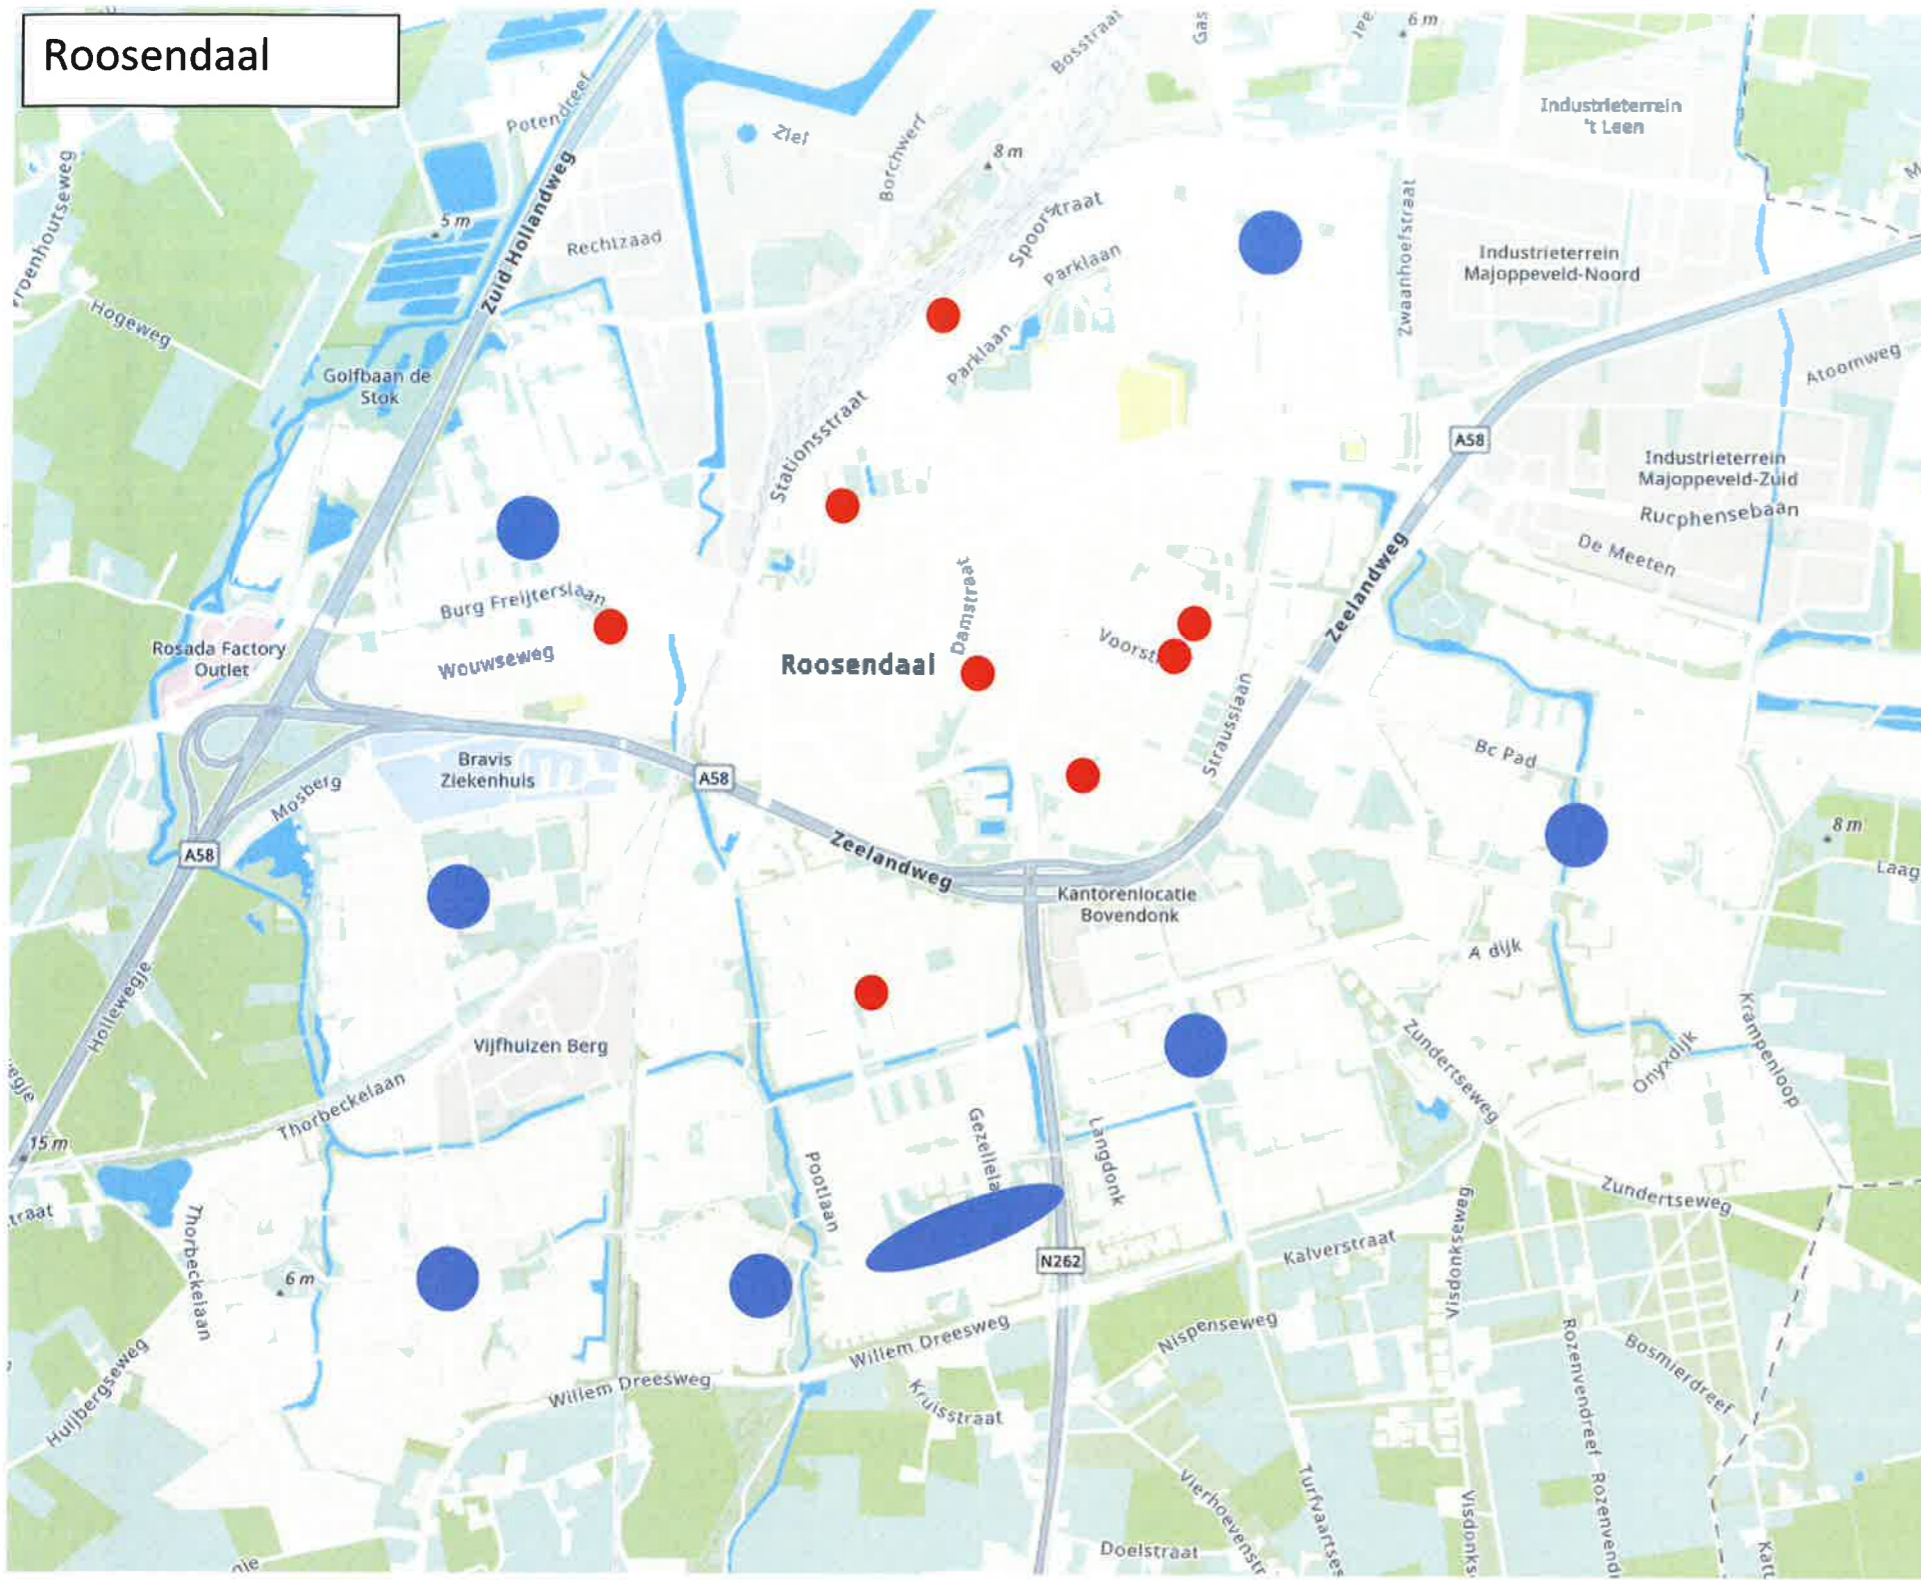 Roosendaal
6 m
Bosstraat
Potendreef
Industrieterrein
't Leen
Borchwerf
8 m
Zuid Hollandweg
5 m
Rechtzaad
Spoorstraat
Parklaan
Zwaanhoefstraat
Industrieterrein
Majoppeveld-Noord
Hogeweg
Golfbaan de
Stok
Parklaan
Atoomweg
Stationsstraat
A58
Industrieterrein
Majoppeveld-Zuid
Rucphensebaan
De Meeten
Burg Freijterslaan
Damstraat
Zeelandweg
Rosada Factory
Outlet
Wouwseweg
Roosendaal
Strausslaan
Bravis
Ziekenhuis
A58
Bc Pad
Mosberg
8 m
A58
Zeelandweg
Laag
Kantorenlocatie
Bovendonk
A dijk
Hollewegje
Vijfhuizen Berg
Zundertseweg
Onyxdijk
Krampenloop
Thorbeckelaan
15 m
Langdonk
Thorbeckelaan
Zundertseweg
Visdonkseweg
Kalverstraat
N262
6 m
Willem Dreesweg
Nispenseweg
Huijbergseweg
Rozenvendreef
Bosmierdreef
Willem Dreesweg
Kruisstraat
Doelstraat